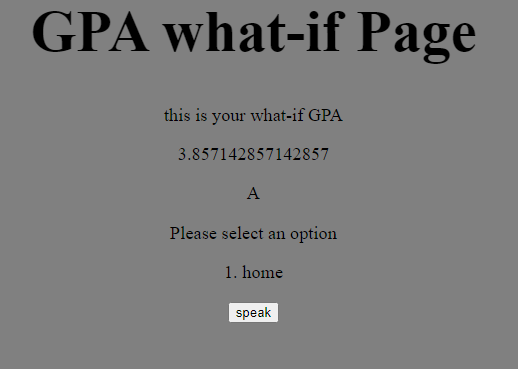 GPA what-if Page
this is your what-if GPA
3.857142857142857
A
Please select an option
1. home
speak